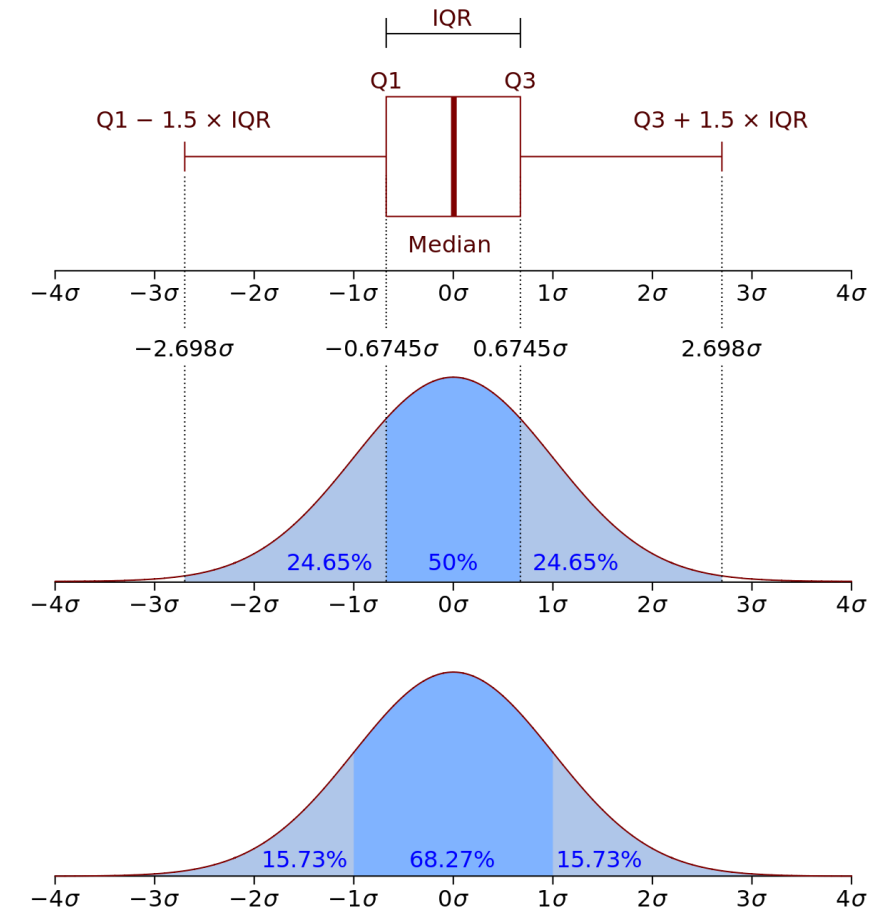 IQR
Q1 Q3
Q1 − 1.5 × IQR Q3 + 1.5 × IQR
Median
−4σ −3σ −2σ −1σ 0σ 1σ 2σ 3σ 4σ
−2.698σ −0.6745σ 0.6745σ 2.698σ
24.65% 50% 24.65%
−4σ −3σ −2σ −1σ 0σ 1σ 2σ 3σ 4σ
15.73% 68.27% 15.73%
−4σ −3σ −2σ −1σ 0σ 1σ 2σ 3σ 4σ